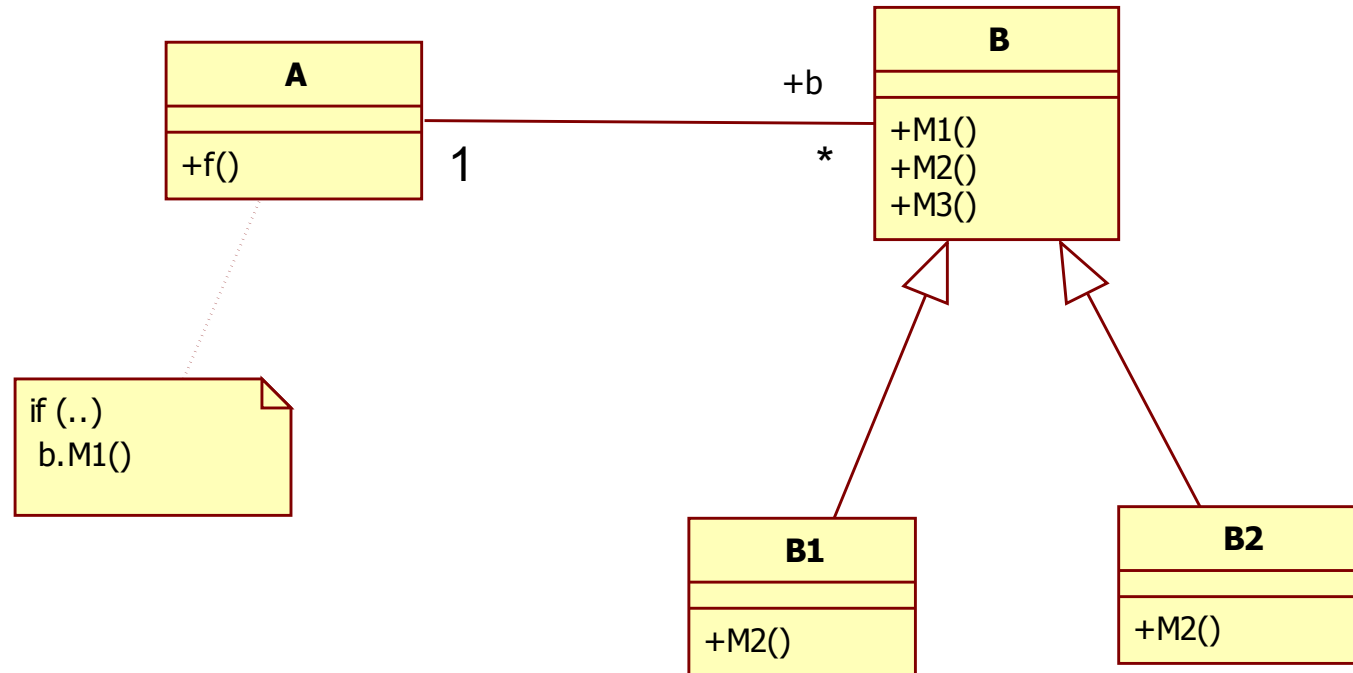 A
+f()
1
+b
*
B
+M1()
+M2()
+M3()
if (..)
b.M1()
B1
+M2()
B2
+M2()